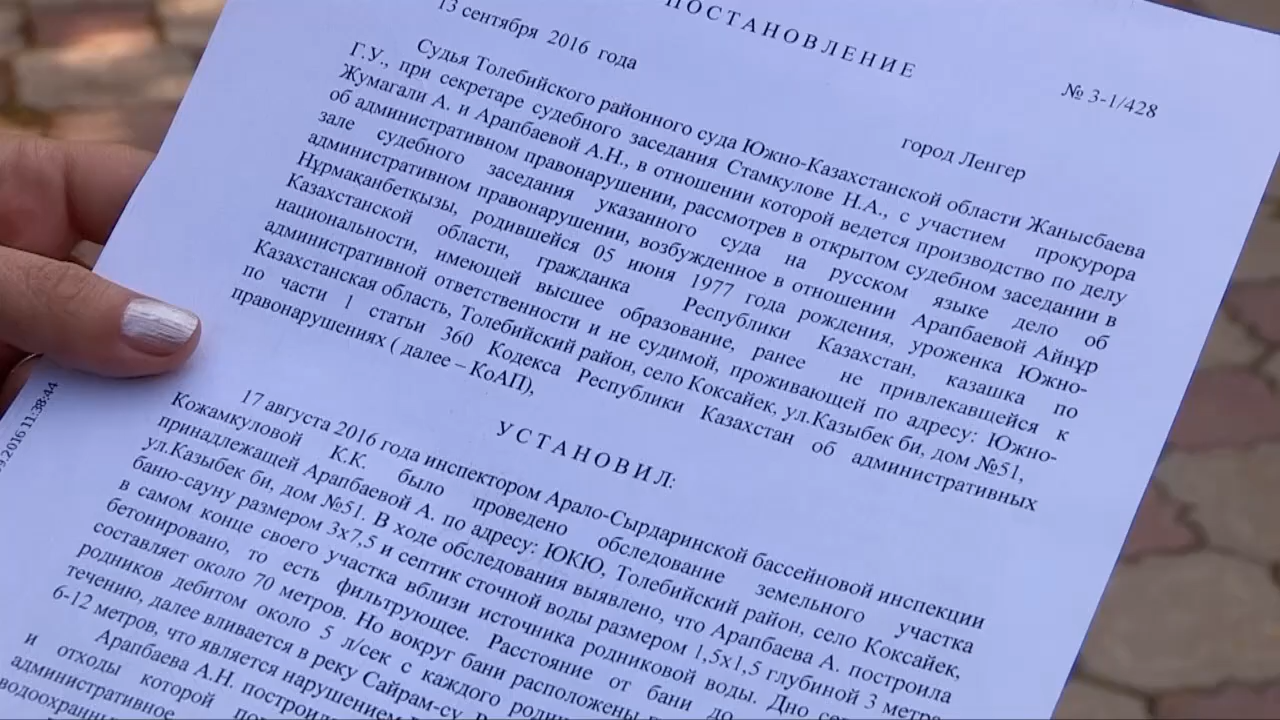 ПОСТАНОВЛЕНИЕ
13 сентября 2016 года
№ 3-1/428
город Ленгер
Судья Толебийского районного суда Южно-Казахстанской области Жанысбаева
Г.У., при секретаре судебного заседания Стамкулове Н.А., с участием прокурора
Жумагали А. и Арапбаевой А.Н., в отношении которой ведется производство по делу
об административном правонарушении, рассмотрев в открытом судебном заседании в
зале судебного заседания указанного суда на русском языке дело об
административном правонарушении, возбужденное в отношении Арапбаевой Айнұр
Нұрмақанбетқызы, родившейся 05 июня 1977 года рождения, уроженка Южно-
Казахстанской области, гражданка Республики Казахстан, казашка по
национальности, имеющей высшее образование, ранее не привлекавшейся к
административной ответственности и не судимой, проживающей по адресу: Южно-
Казахстанская область, Толебийский район, село Коксайек, ул.Казыбек би, дом №51,
по части 1 статьи 360 Кодекса Республики Казахстан об административных
правонарушениях ( далее – КоАП),
УСТАНОВИЛ:
17 августа 2016 года инспектором Арало-Сырдаринской бассейновой инспекции
Кожамкуловой К.К. было проведено обследование земельного участка
принадлежащей Арапбаевой А. по адресу: ЮКЮ, Толебийский район, село Коксайек,
ул.Казыбек би, дом №51. В ходе обследования выявлено, что Арапбаева А. построила
баню-сауну размером 3х7,5 и септик сточной воды размером 1,5х1,5 глубиной 3 метра
в самом конце своего участка вблизи источника родниковой воды. Дно
бетонировано, то есть фильтрующее. Расстояние от бани до
составляет около 70 метров. Но вокруг бани расположены
родников дебитом около 5 л/сек с каждого
течению, далее вливается в реку Сайрам-су.
6-12 метров, что является нарушением
Арапбаева А.Н.
и отходы которой
административное
11:38:44